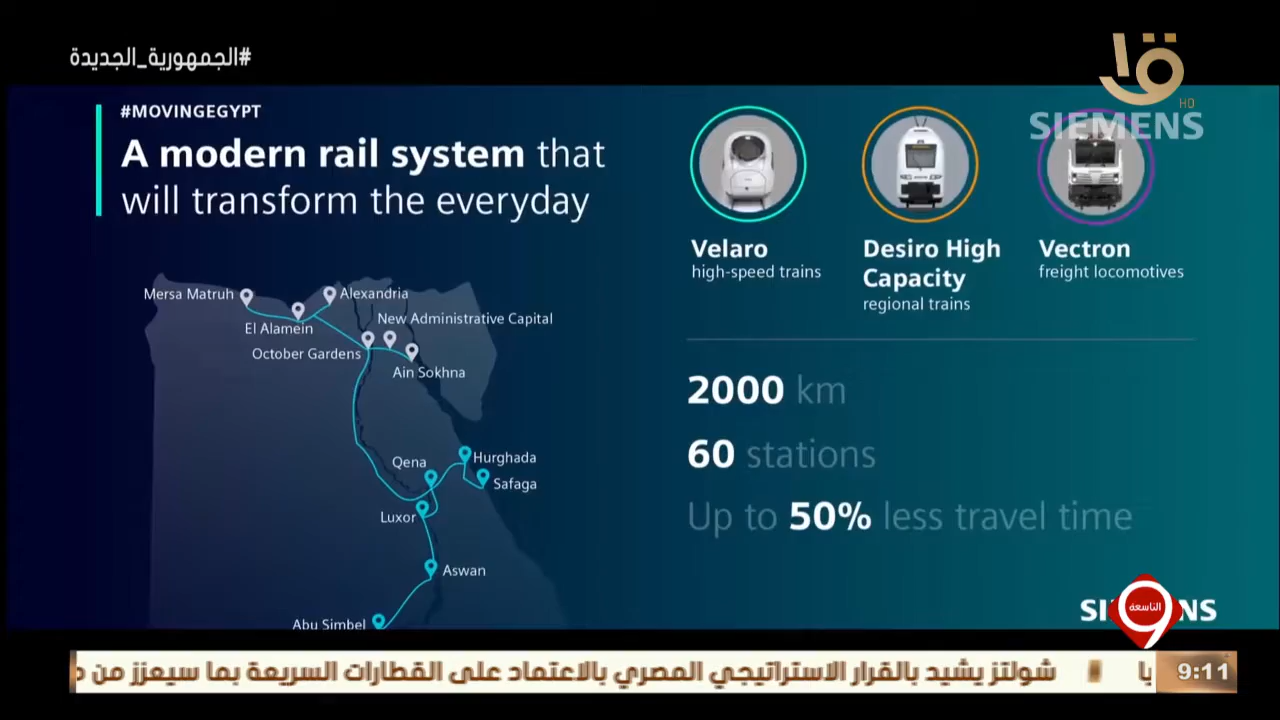 #الجمهورية_الجديدة
HD
SIEMENS
#MOVINGEGYPT
A modern rail system that
will transform the everyday
Velaro
high-speed trains
Desiro High
Capacity
regional trains
Vectron
freight locomotives
Mersa Matruh
Alexandria
El Alamein
New Administrative Capital
October Gardens
Ain Sokhna
Qena
Hurghada
Safaga
Luxor
Aswan
Abu Simbel
2000 km
60 stations
Up to 50% less travel time
التاسعة
9
شولتز يشيد بالقرار الاستراتيجي المصري بالاعتماد على القطارات السريعة بما سيعزز من
9:11